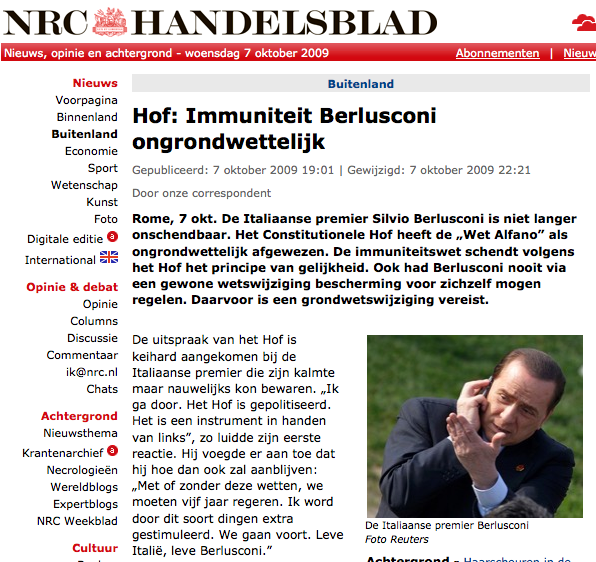 NRC HANDELSBLAD
Nieuws, opinie en achtergrond - woensdag 7 oktober 2009
Abonnementen | Nieuw
Nieuws
Voorpagina
Binnenland
Buitenland
Economie
Sport
Wetenschap
Kunst
Foto
Digitale editie a
International
Opinie & debat
Opinie
Columns
Discussie
Commentaar
ik@nrc.nl
Chats
Achtergrond
Nieuwsthema
Krantenarchief a
Necrologieën
Wereldblogs
Expertblogs
NRC Weekblad
Cultuur
Buitenland
Hof: Immuniteit Berlusconi
ongrondwettelijk
Gepubliceerd: 7 oktober 2009 19:01 | Gewijzigd: 7 oktober 2009 22:21
Door onze correspondent
Rome, 7 okt. De Italiaanse premier Silvio Berlusconi is niet langer
onschendbaar. Het Constitutionele Hof heeft de „Wet Alfano” als
ongrondwettelijk afgewezen. De immuniteitswet schendt volgens
het Hof het principe van gelijkheid. Ook had Berlusconi nooit via
een gewone wetswijziging bescherming voor zichzelf mogen
regelen. Daarvoor is een grondwetswijziging vereist.
De uitspraak van het Hof is
keihard aangekomen bij de
Italiaanse premier die zijn kalmte
maar nauwelijks kon bewaren. „Ik
ga door. Het Hof is gepolitiseerd.
Het is een instrument in handen
van links”, zo luidde zijn eerste
reactie. Hij voegde er aan toe dat
hij hoe dan ook zal aanblijven:
„Met of zonder deze wetten, we
moeten vijf jaar regeren. Ik word
door dit soort dingen extra
gestimuleerd. We gaan voort. Leve
Italië, leve Berlusconi.”
De Italiaanse premier Berlusconi
Foto Reuters
Achtergrond - Haarscheuren in de